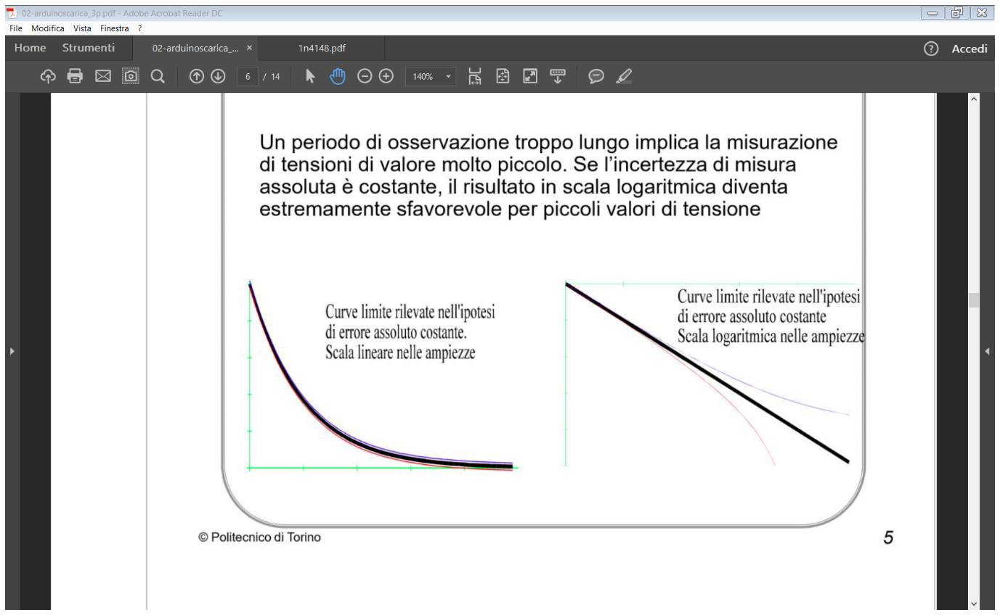 02-arduinoscarica_3p.pdf - Adobe Acrobat Reader DC
File Modifica Vista Finestra ?
Home Strumenti 02-arduinoscarica_... × 1n4148.pdf ? Accedi
6 / 14 140%
Un periodo di osservazione troppo lungo implica la misurazione
di tensioni di valore molto piccolo. Se l'incertezza di misura
assoluta è costante, il risultato in scala logaritmica diventa
estremamente sfavorevole per piccoli valori di tensione
Curve limite rilevate nell'ipotesi
di errore assoluto costante.
Scala lineare nelle ampiezze
Curve limite rilevate nell'ipotesi
di errore assoluto costante
Scala logaritmica nelle ampiezze
© Politecnico di Torino
5